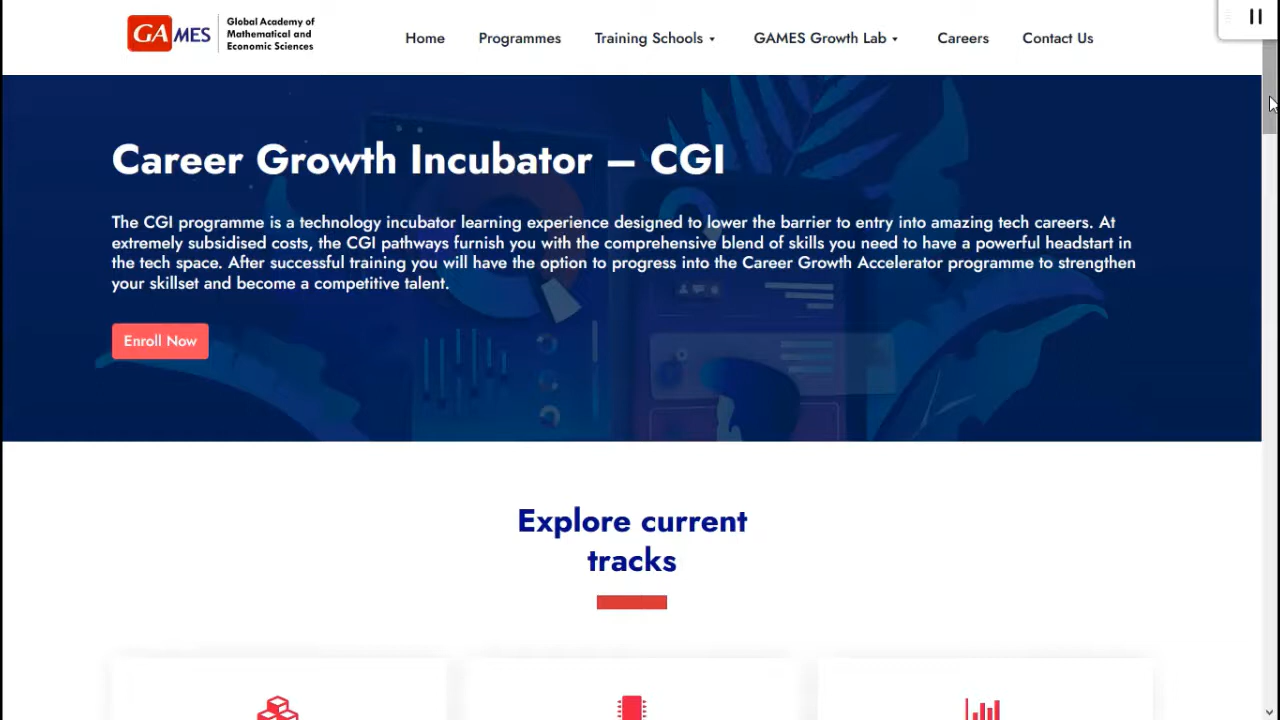 GAMES
Global Academy of
Mathematical and
Economic Sciences
Home
Programmes
Training Schools
GAMES Growth Lab
Careers
Contact Us
Career Growth Incubator – CGI
The CGI programme is a technology incubator learning experience designed to lower the barrier to entry into amazing tech careers. At
extremely subsidised costs, the CGI pathways furnish you with the comprehensive blend of skills you need to have a powerful headstart in
the tech space. After successful training you will have the option to progress into the Career Growth Accelerator programme to strengthen
your skillset and become a competitive talent.
Enroll Now
Explore current
tracks